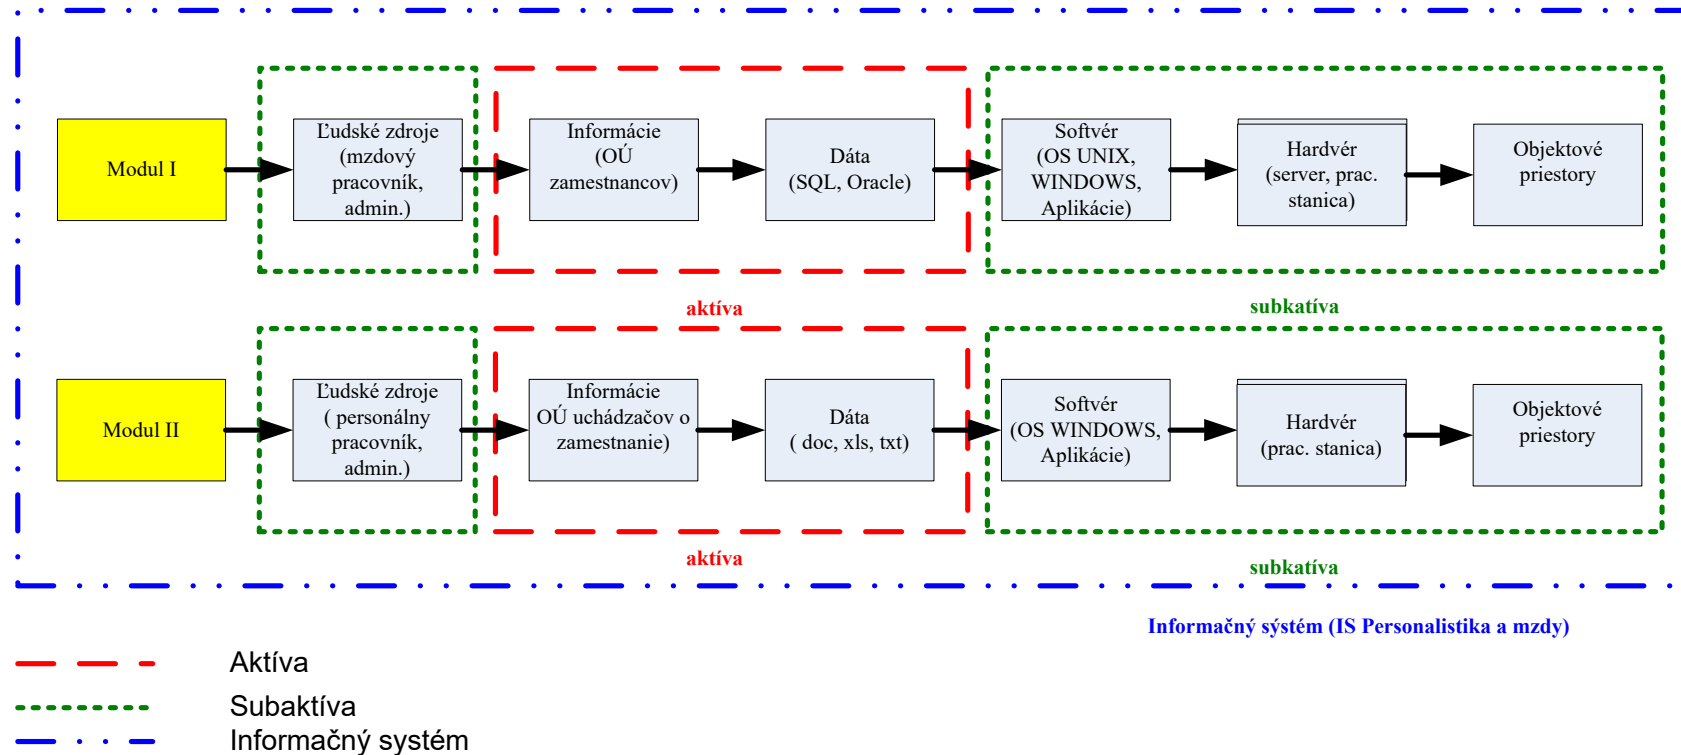 Modul I
Ľudské zdroje
(mzdový
pracovník,
admin.)
Informácie
(OÚ
zamestnancov)
Dáta
(SQL, Oracle)
Softvér
(OS UNIX,
WINDOWS,
Aplikácie)
Hardvér
(server, prac.
stanica)
Objektové
priestory
aktíva
subkatíva
Modul II
Ľudské zdroje
( personálny
pracovník,
admin.)
Informácie
OÚ uchádzačov o
zamestnanie)
Dáta
( doc, xls, txt)
Softvér
(OS WINDOWS,
Aplikácie)
Hardvér
(prac. stanica)
Objektové
priestory
aktíva
subkatíva
Informačný sýstém (IS Personalistika a mzdy)
Aktíva
Subaktíva
Informačný systém